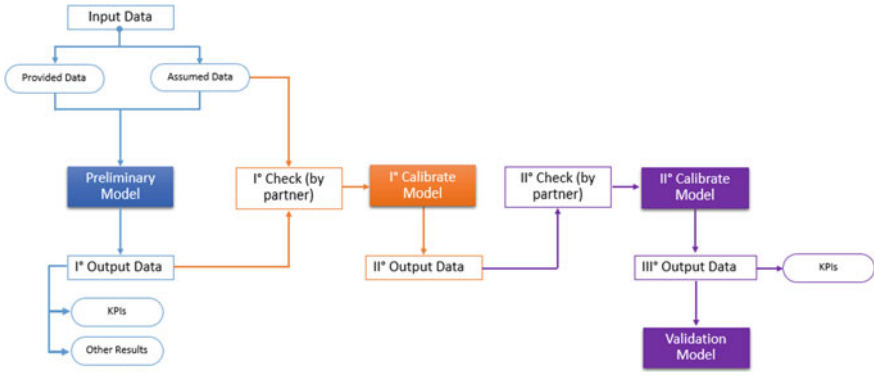 Input Data
Provided Data
Assumed Data
Preliminary
Model
I° Check (by
partner)
I° Calibrate
Model
II° Check (by
partner)
II° Calibrate
Model
I° Output Data
II° Output Data
III° Output Data
KPIs
KPIs
Other Results
Validation
Model